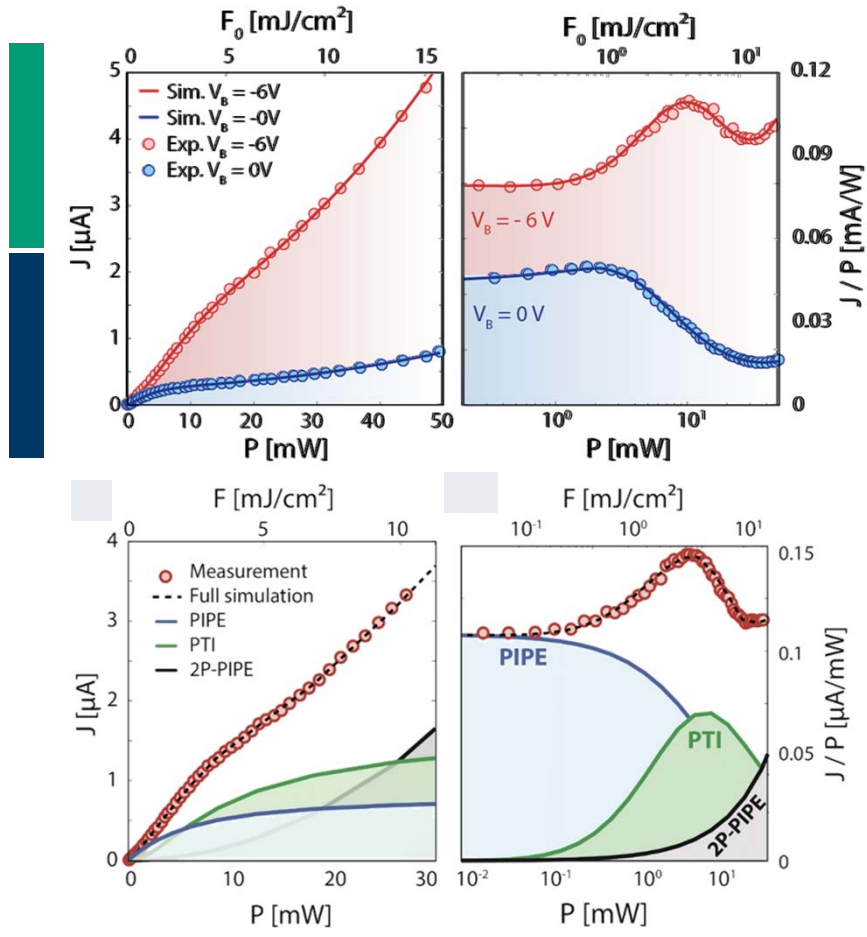 F₀ [mJ/cm²]
0 5 10 15
5
4
3
2
1
0
J [µA]
Sim. V_B = -6V
Sim. V_B = -0V
Exp. V_B = -6V
Exp. V_B = 0V
0 10 20 30 40 50
P [mW]
F₀ [mJ/cm²]
10⁰ 10¹
V_B = - 6 V
V_B = 0 V
0.12
0.09
0.06
0.03
0
J / P [mA/W]
10⁰ 10¹
P [mW]
F [mJ/cm²]
0 5 10
4
3
2
1
0
J [µA]
Measurement
Full simulation
PIPE
PTI
2P-PIPE
0 10 20 30
P [mW]
F [mJ/cm²]
10⁻¹ 10⁰ 10¹
PIPE
PTI
2P-PIPE
0.15
0.1
0.05
0
J / P [µA/mW]
10⁻² 10⁻¹ 10⁰ 10¹
P [mW]